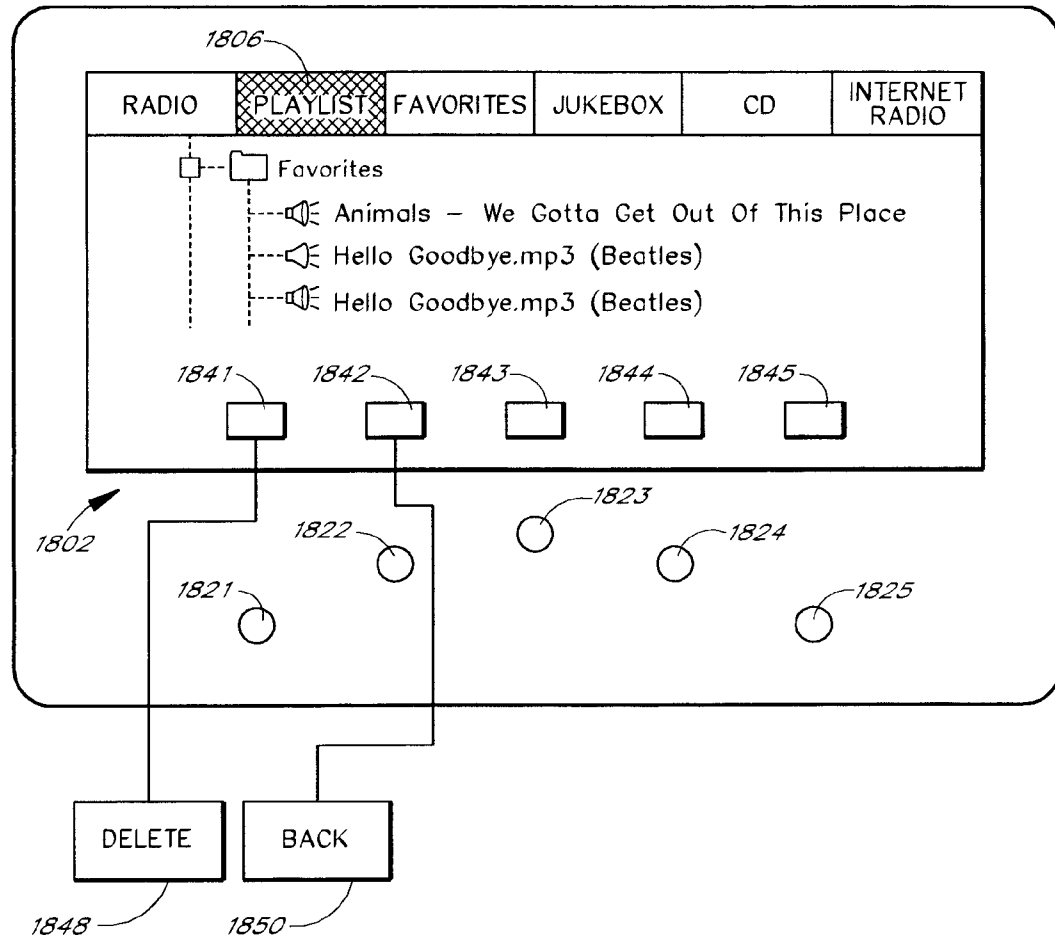 1806
RADIO PLAYLIST FAVORITES JUKEBOX CD INTERNET RADIO
Favorites
Animals – We Gotta Get Out Of This Place
Hello Goodbye.mp3 (Beatles)
Hello Goodbye.mp3 (Beatles)
1841 1842 1843 1844 1845
1802 1822 1823 1824
1821 1825
DELETE BACK
1848 1850